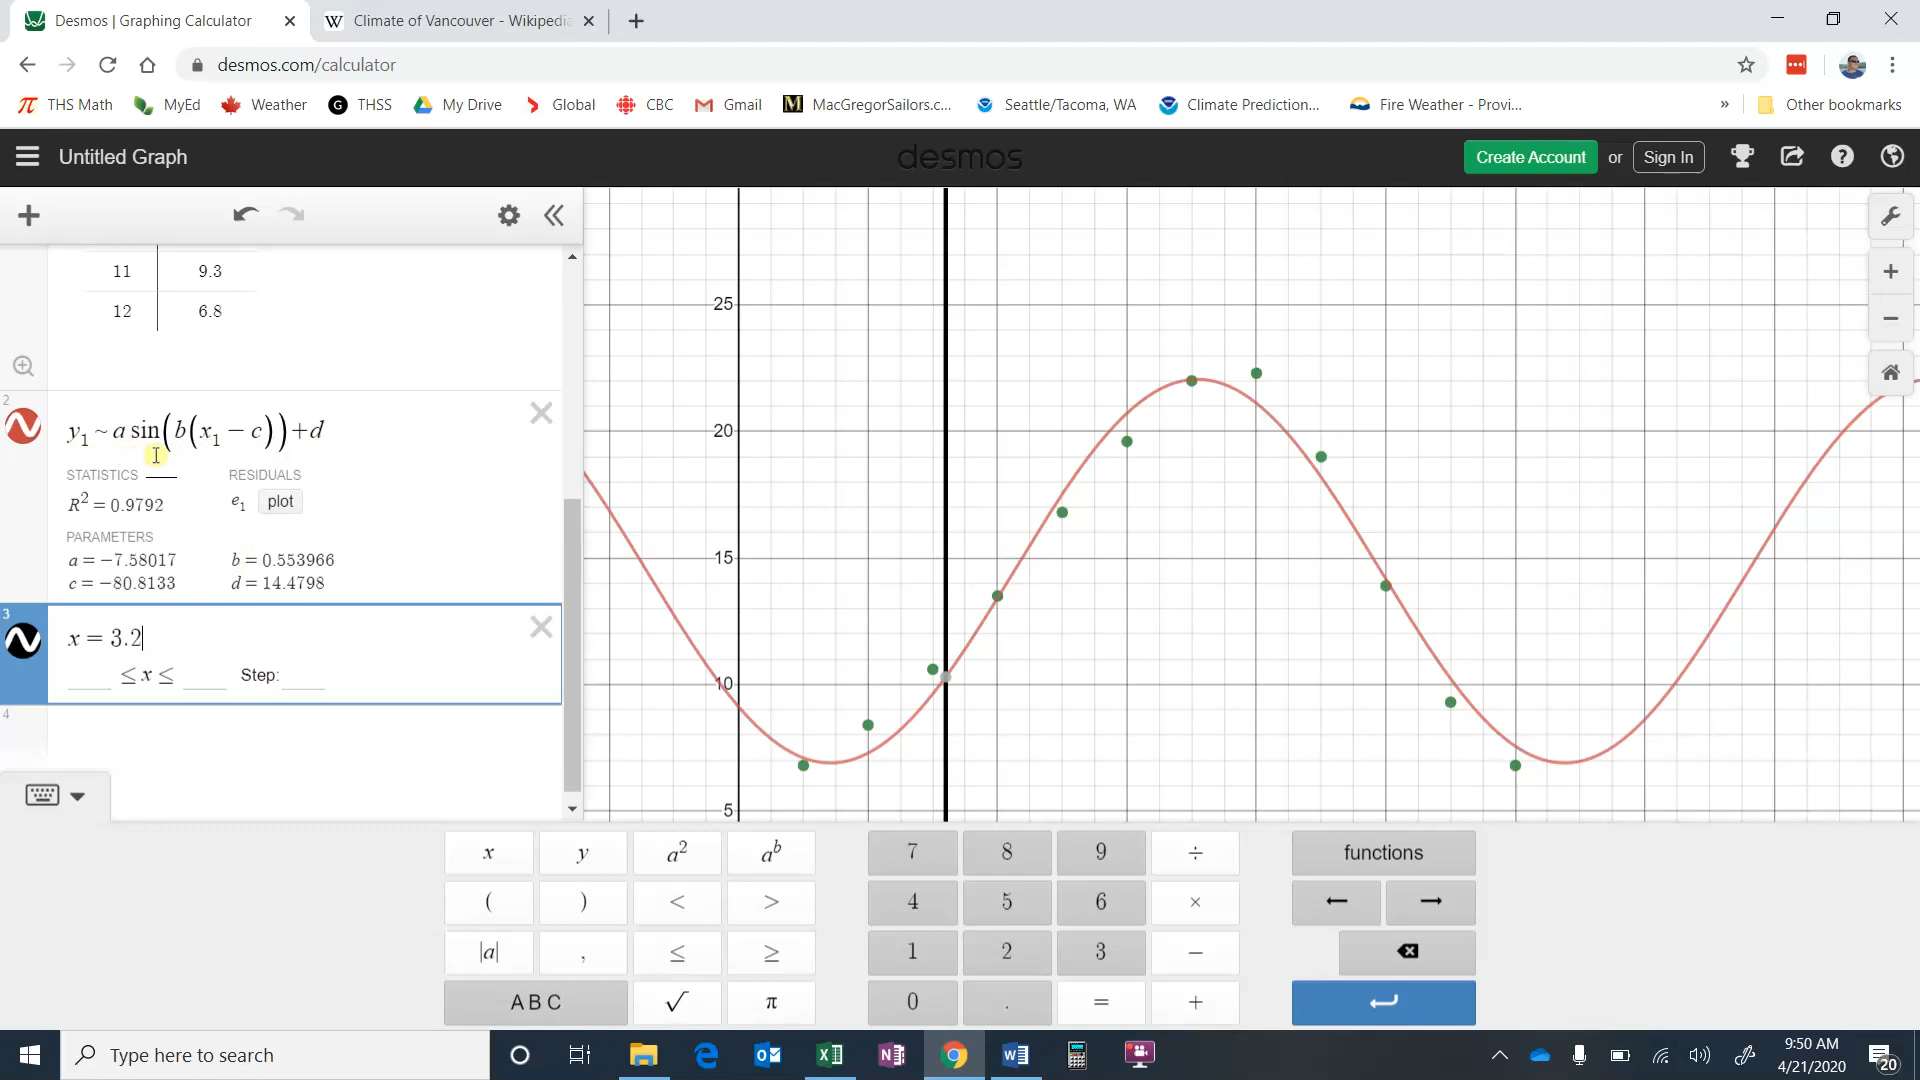 Desmos | Graphing Calculator
W Climate of Vancouver - Wikipedia
desmos.com/calculator
THS Math MyEd Weather G THSS My Drive Global CBC Gmail M MacGregorSailors.c... Seattle/Tacoma, WA Climate Prediction... Fire Weather - Provi... » Other bookmarks
Untitled Graph desmos Create Account or Sign In
11 9.3
12 6.8
2
y₁ ~ a sin(b(x₁ − c))+d
STATISTICS RESIDUALS
R² = 0.9792 e₁ plot
PARAMETERS
a = −7.58017 b = 0.553966
c = −80.8133 d = 14.4798
3
x = 3.2
≤ x ≤ Step:
4
25
20
15
10
5
x y a² aᵇ 7 8 9 ÷ functions
( ) < > 4 5 6 × ← →
|a| , ≤ ≥ 1 2 3 −
A B C √ π 0 . = +
Type here to search
9:50 AM
4/21/2020
20